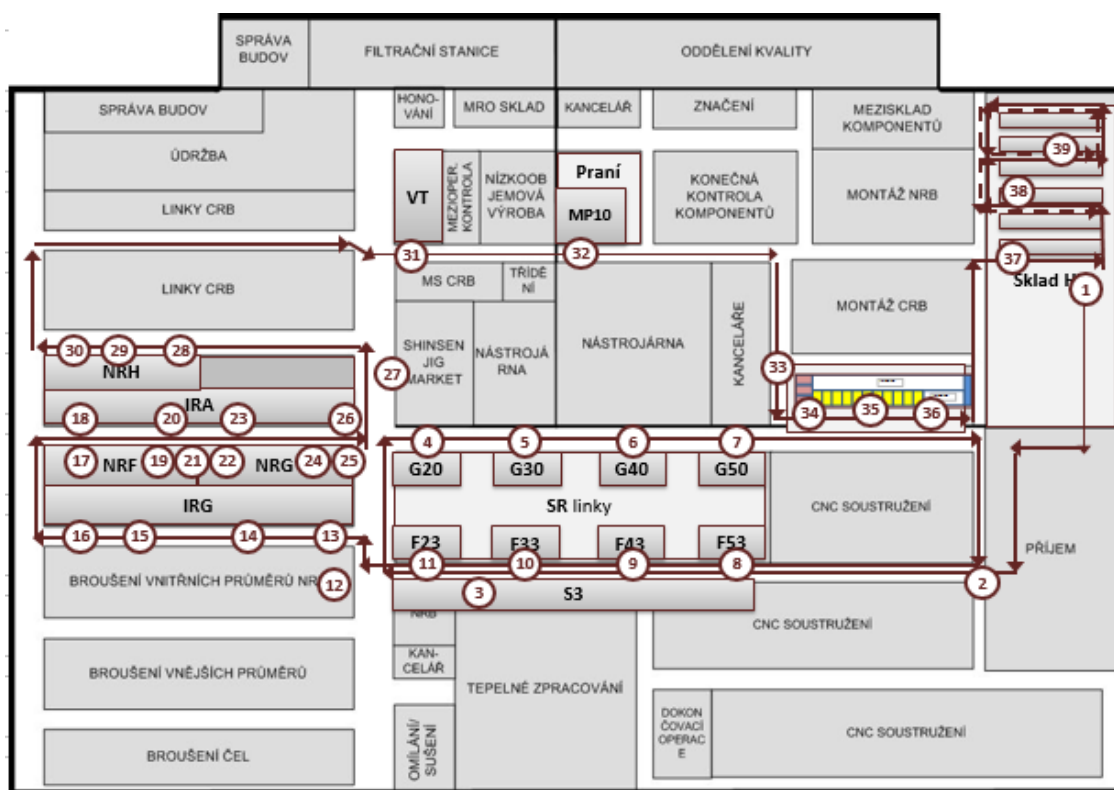 SPRÁVA
BUDOV
FILTRAČNÍ STANICE
ODDĚLENÍ KVALITY
SPRÁVA BUDOV
ÚDRŽBA
LINKY CRB
HONO-
VÁNÍ
MRO SKLAD
KANCELÁŘ
ZNAČENÍ
MEZISKLAD
KOMPONENTŮ
VT
MEZIOPER.
KONTROLA
NÍZKOOB
JEMOVÁ
VÝROBA
Praní
MP10
KONEČNÁ
KONTROLA
KOMPONENTŮ
MONTÁŽ NRB
39
38
37
31
32
Sklad H
1
LINKY CRB
MS CRB
TŘÍDĚ
NÍ
MONTÁŽ CRB
SHINSEN
JIG
MARKET
NÁSTROJÁ
RNA
NÁSTROJÁRNA
KANCELÁŘE
30
29
28
27
33
NRH
IRA
18
20
23
26
34
35
36
4
5
6
7
17
NRF
19
21
22
NRG
24
25
G20
G30
G40
G50
IRG
SR linky
CNC SOUSTRUŽENÍ
16
15
14
13
F23
F33
F43
F53
11
10
9
8
PŘÍJEM
BROUŠENÍ VNITŘNÍCH PRŮMĚRŮ
12
3
S3
2
NRB
CNC SOUSTRUŽENÍ
KAN-
CELÁŘ
BROUŠENÍ VNĚJŠÍCH PRŮMĚRŮ
TEPELNÉ ZPRACOVÁNÍ
BROUŠENÍ ČEL
OMÍLÁNÍ/
SUŠENÍ
DOKON
ČOVACÍ
OPERAC
E
CNC SOUSTRUŽENÍ